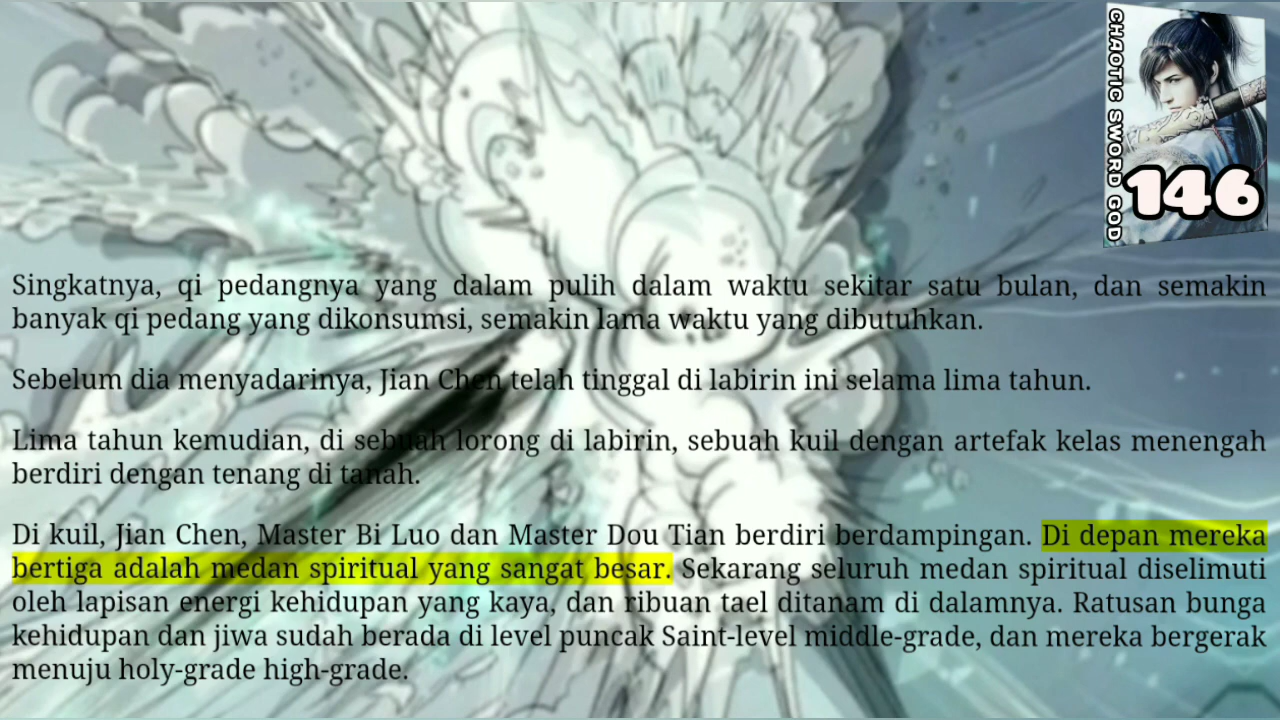 CHAOTIC SWORD GOD
146
Singkatnya, qi pedangnya yang dalam pulih dalam waktu sekitar satu bulan, dan semakin
banyak qi pedang yang dikonsumsi, semakin lama waktu yang dibutuhkan.
Sebelum dia menyadarinya, Jian Chen telah tinggal di labirin ini selama lima tahun.
Lima tahun kemudian, di sebuah lorong di labirin, sebuah kuil dengan artefak kelas menengah
berdiri dengan tenang di tanah.
Di kuil, Jian Chen, Master Bi Luo dan Master Dou Tian berdiri berdampingan. Di depan mereka
bertiga adalah medan spiritual yang sangat besar. Sekarang seluruh medan spiritual diselimuti
oleh lapisan energi kehidupan yang kaya, dan ribuan tael ditanam di dalamnya. Ratusan bunga
kehidupan dan jiwa sudah berada di level puncak Saint-level middle-grade, dan mereka bergerak
menuju holy-grade high-grade.